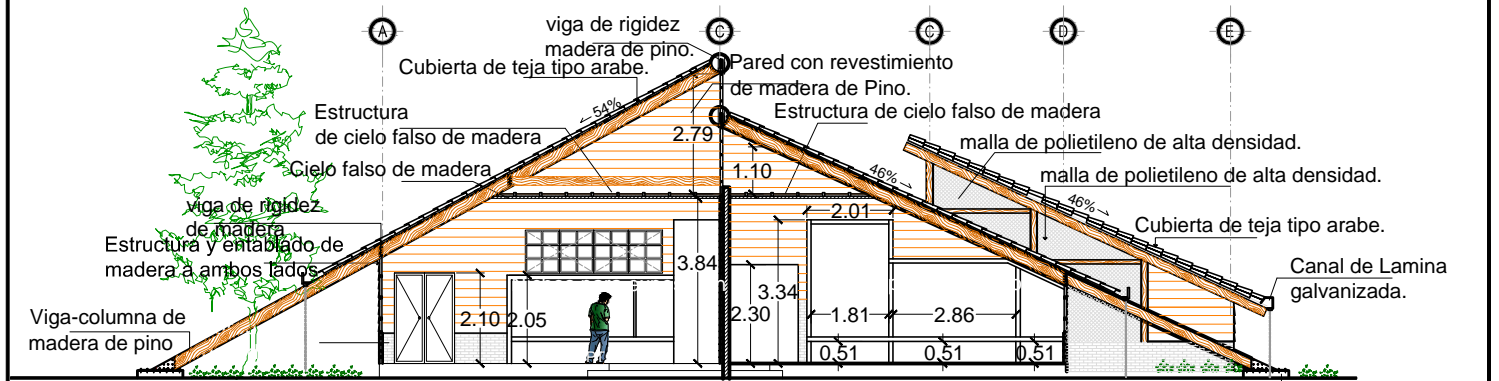 A
C
C
D
E
viga de rigidez
madera de pino.
Cubierta de teja tipo arabe.
Pared con revestimiento
de madera de Pino.
Estructura
de cielo falso de madera
Estructura de cielo falso de madera
54%
2.79
malla de polietileno de alta densidad.
Cielo falso de madera
1.10
46%
malla de polietileno de alta densidad.
46%
viga de rigidez
de madera
2.01
Cubierta de teja tipo arabe.
Estructura y entablado de
madera a ambos lados
3.84
3.34
Canal de Lamina
galvanizada.
Viga-columna de
madera de pino
2.10
2.05
2.30
1.81
2.86
0.51
0.51
0.51